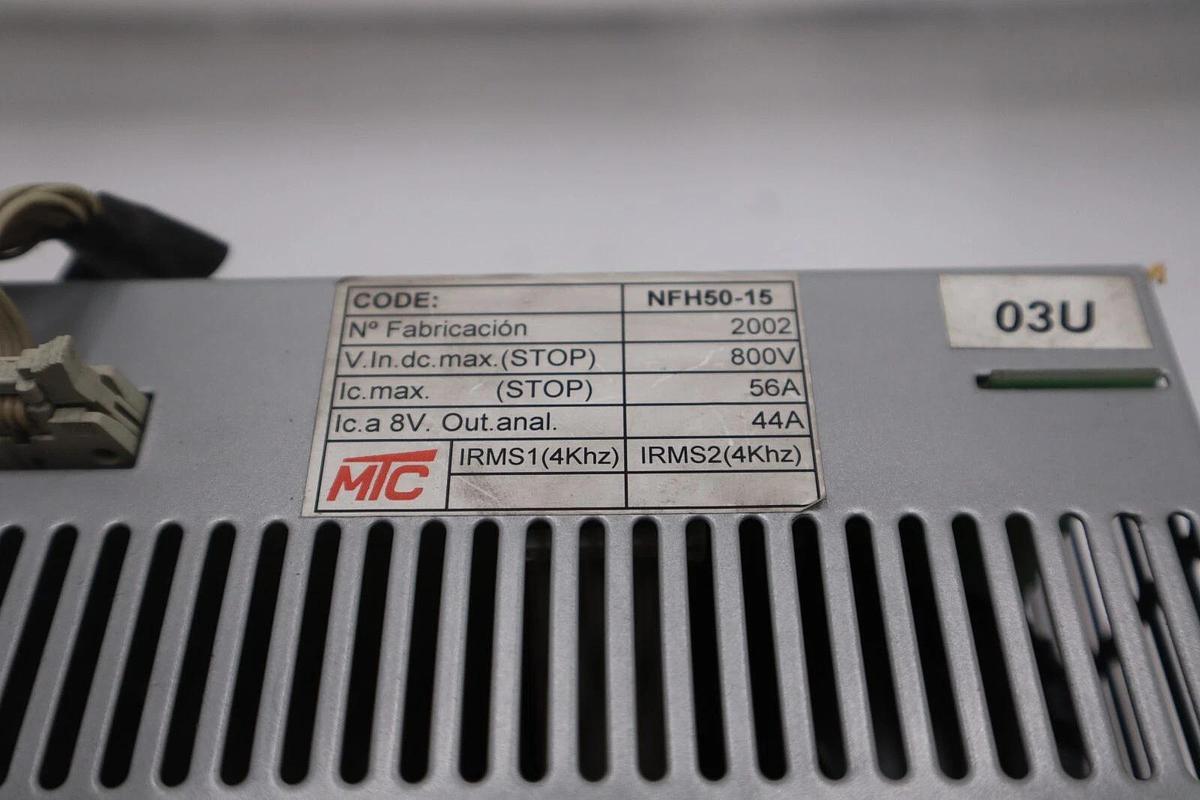 CODE: NFH50-15
Nº Fabricación 2002
V.In.dc.max.(STOP) 800V
Ic.max. (STOP) 56A
Ic.a 8V. Out.anal. 44A
MTC IRMS1(4Khz) IRMS2(4Khz)
03U